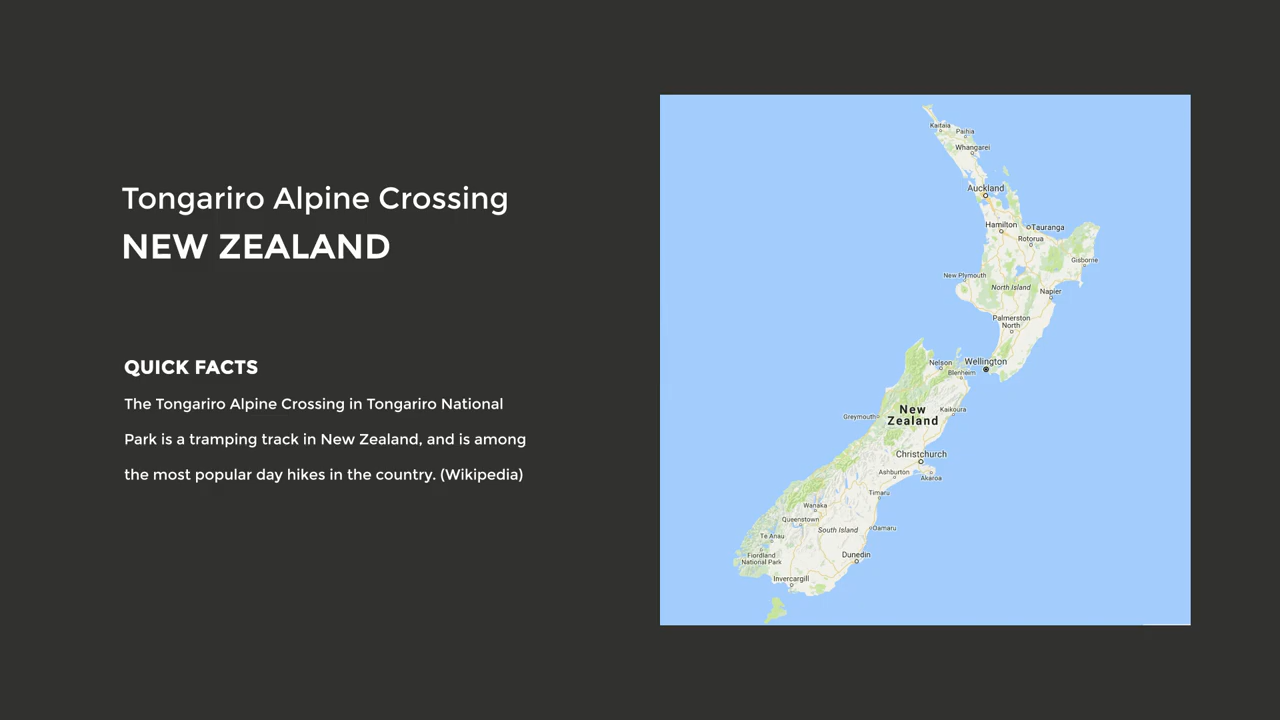 Tongariro Alpine Crossing
NEW ZEALAND
QUICK FACTS
The Tongariro Alpine Crossing in Tongariro National
Park is a tramping track in New Zealand, and is among
the most popular day hikes in the country. (Wikipedia)
Kaitaia
Paihia
Whangarei
Auckland
Hamilton
Tauranga
Rotorua
Gisborne
New Plymouth
North Island
Napier
Palmerston
North
Nelson
Wellington
Blenheim
New
Zealand
Kaikoura
Greymouth
Christchurch
Ashburton
Akaroa
Timaru
Wanaka
Queenstown
South Island
Oamaru
Te Anau
Fiordland
National Park
Dunedin
Invercargill